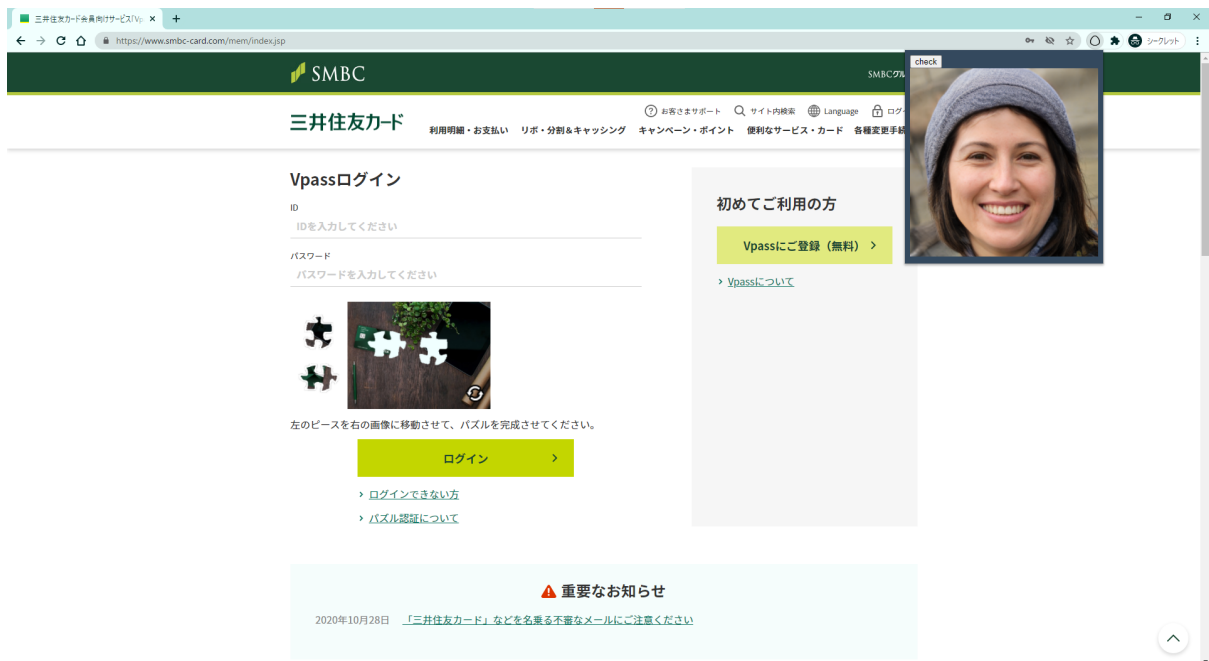 三井住友カード会員向けサービス「Vp
https://www.smbc-card.com/mem/index.jsp
シークレット
check
SMBC
SMBCグル
お客さまサポート サイト内検索 Language ログ
三井住友カード
利用明細・お支払い リボ・分割&キャッシング キャンペーン・ポイント 便利なサービス・カード 各種変更手続
Vpassログイン
ID
IDを入力してください
パスワード
パスワードを入力してください
左のピースを右の画像に移動させて、パズルを完成させてください。
ログイン
ログインできない方
パズル認証について
初めてご利用の方
Vpassにご登録(無料)
Vpassについて
重要なお知らせ
2020年10月28日 「三井住友カード」などを名乗る不審なメールにご注意ください